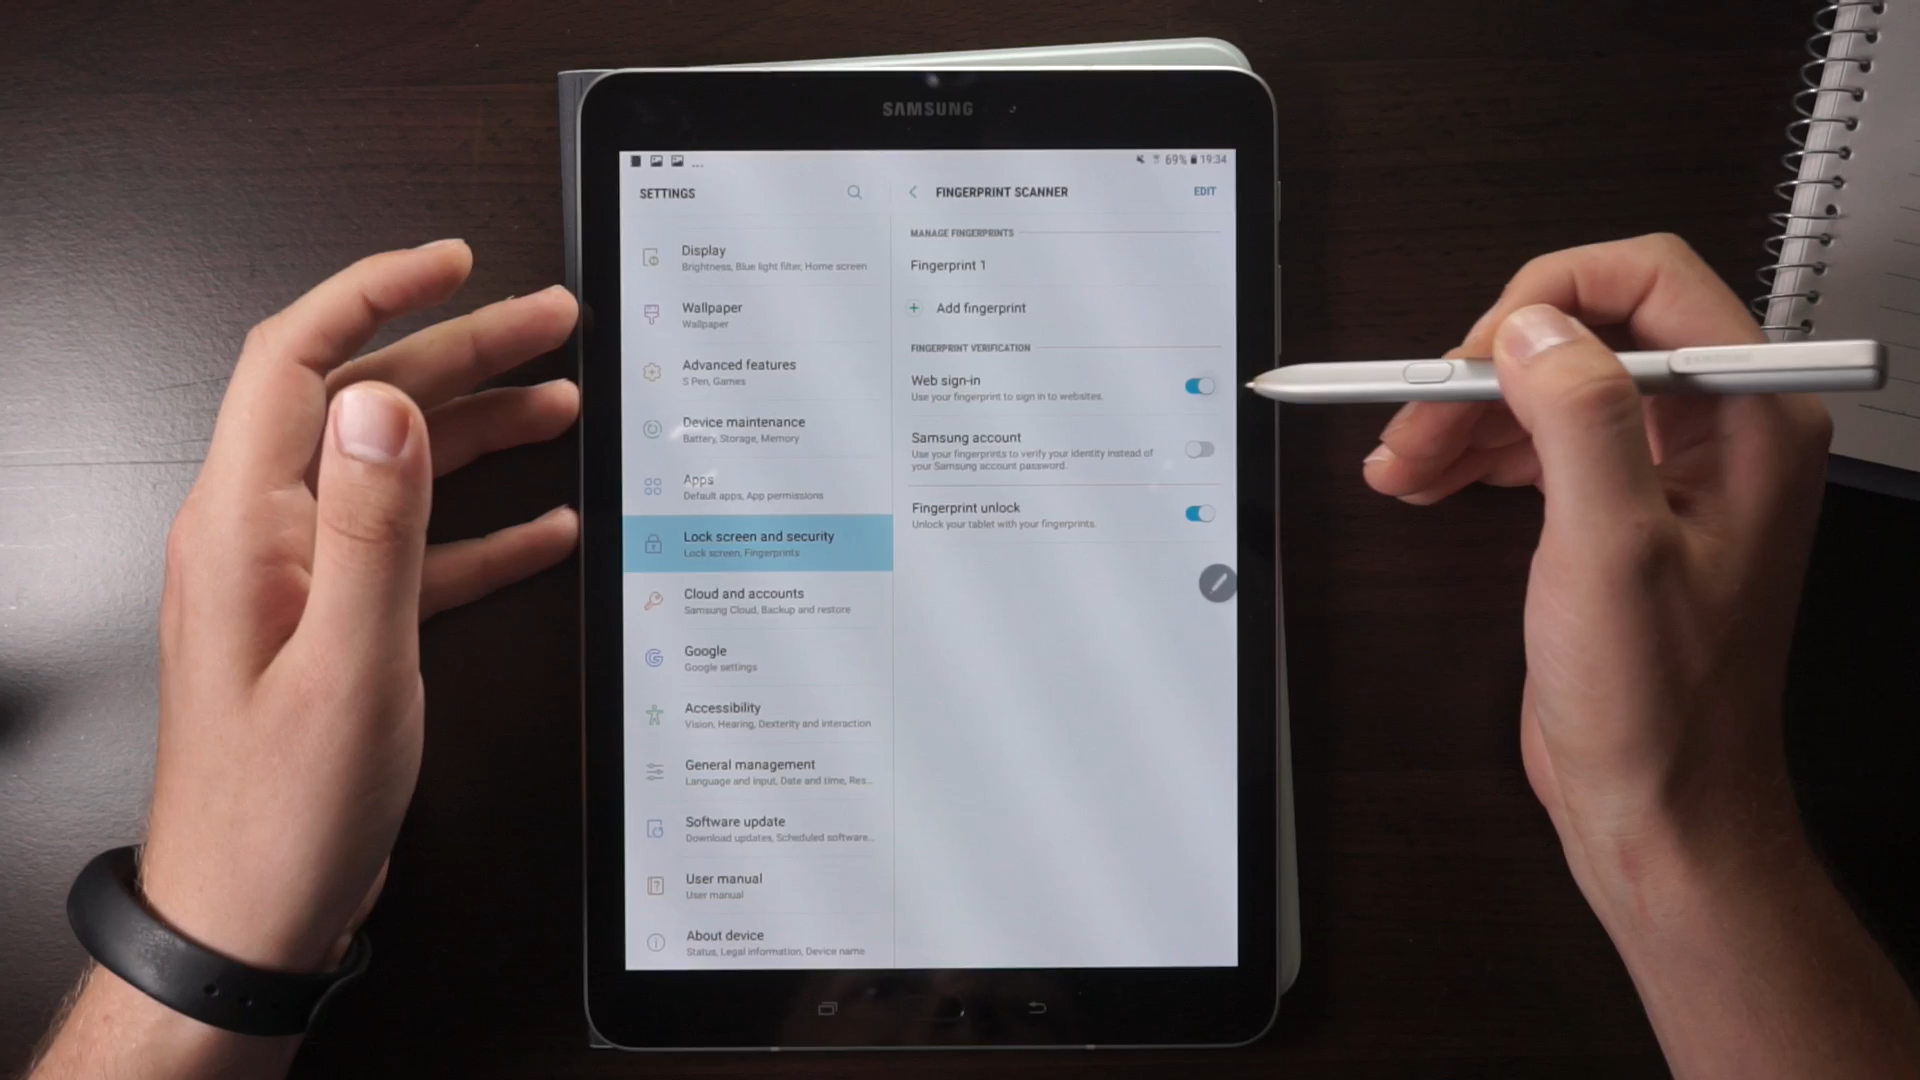 SAMSUNG
... 69% 19:34
SETTINGS
Display
Brightness, Blue light filter, Home screen
Wallpaper
Wallpaper
Advanced features
S Pen, Games
Device maintenance
Battery, Storage, Memory
Apps
Default apps, App permissions
Lock screen and security
Lock screen, Fingerprints
Cloud and accounts
Samsung Cloud, Backup and restore
Google
Google settings
Accessibility
Vision, Hearing, Dexterity and interaction
General management
Language and input, Date and time, Res...
Software update
Download updates, Scheduled software...
User manual
User manual
About device
Status, Legal information, Device name
FINGERPRINT SCANNER EDIT
MANAGE FINGERPRINTS
Fingerprint 1
+ Add fingerprint
FINGERPRINT VERIFICATION
Web sign-in
Use your fingerprint to sign in to websites.
Samsung account
Use your fingerprints to verify your identity instead of
your Samsung account password.
Fingerprint unlock
Unlock your tablet with your fingerprints.
SAMSUNG